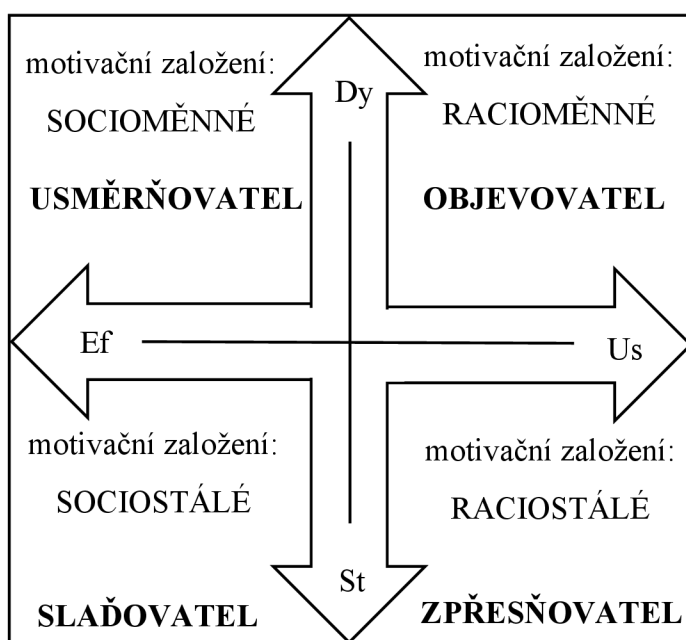 motivační založení:
SOCIOMĚNNÉ
USMĚRŇOVATEL
Dy
motivační založení:
RACIOMĚNNÉ
OBJEVOVATEL
Ef
Us
motivační založení:
SOCIOSTÁLÉ
SLAĎOVATEL
St
motivační založení:
RACIOSTÁLÉ
ZPŘESŇOVATEL